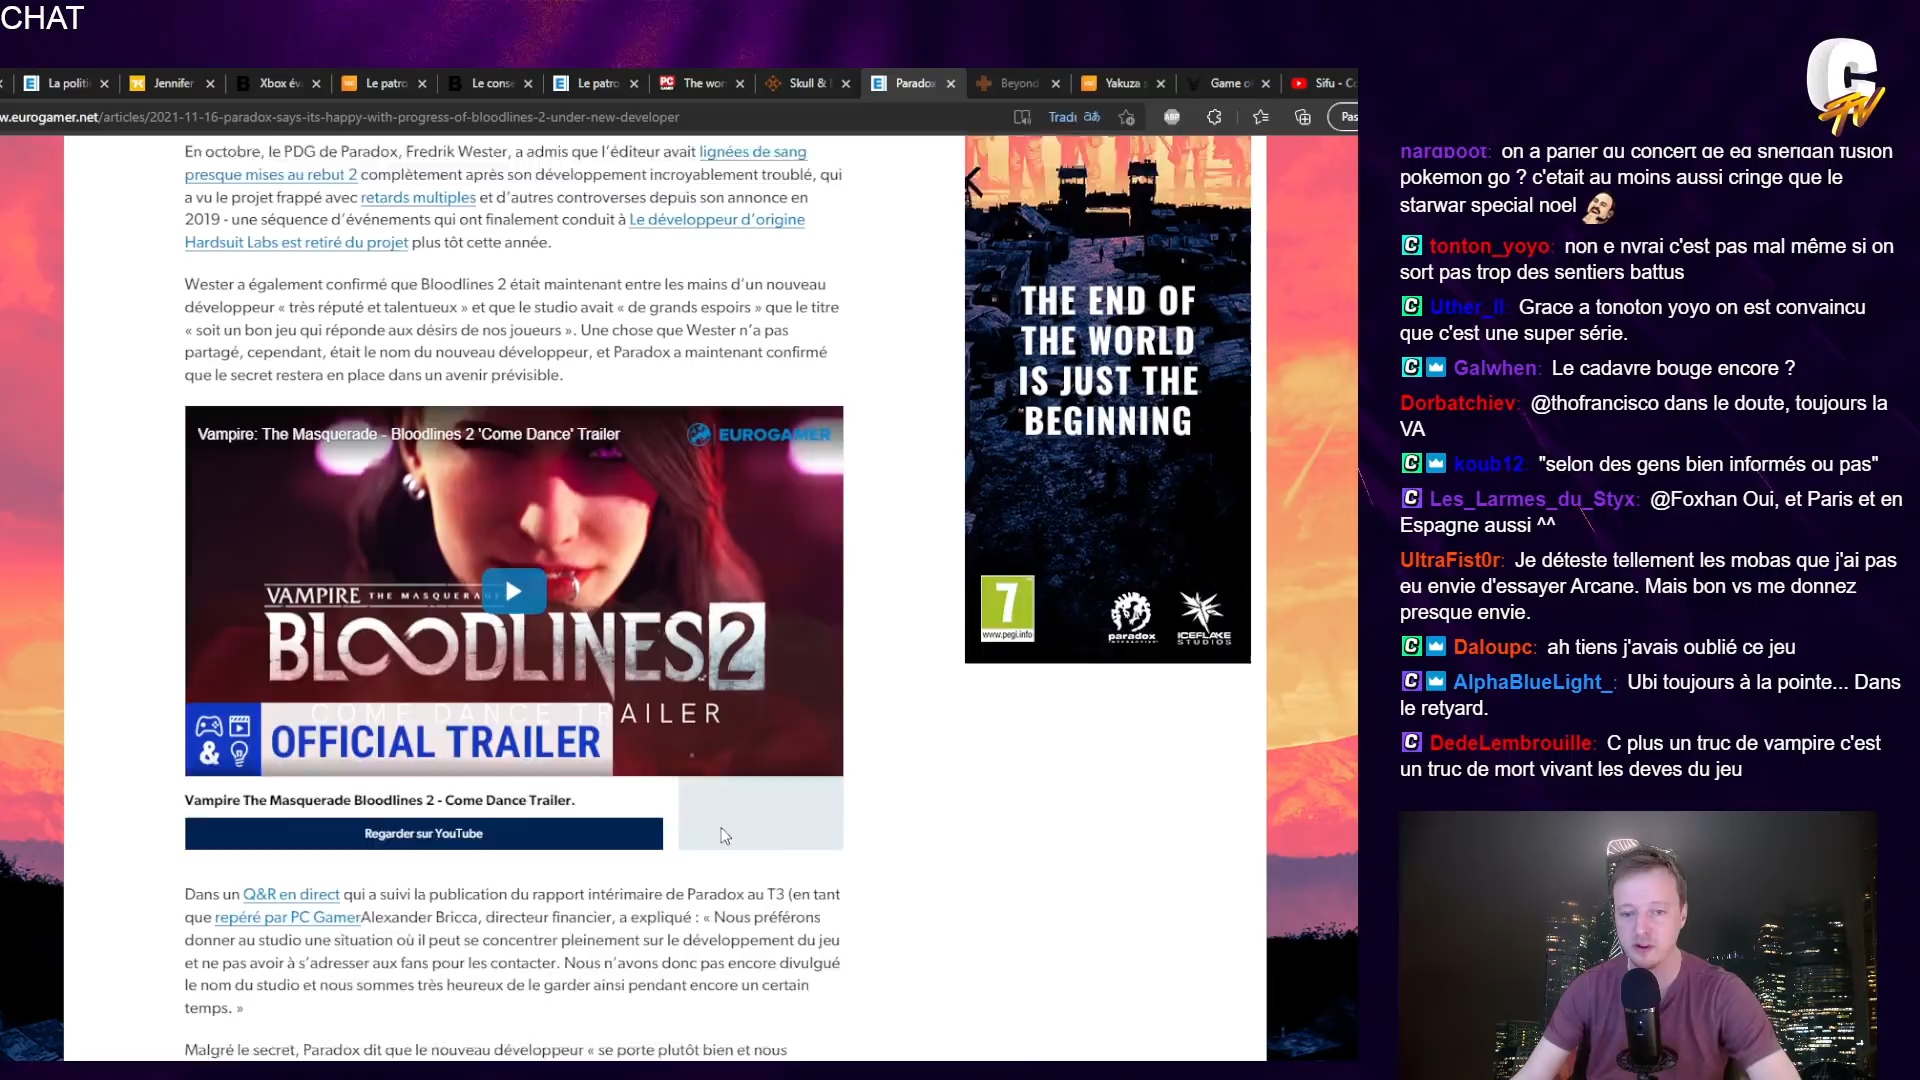 CHAT
La politi
Jennifer
Xbox év
Le patro
Le cons
Le patro
The wor
Skull &
Parado
Beyond
Yakuza s
Game o
Sifu - Co
w.eurogamer.net/articles/2021-11-16-paradox-says-its-happy-with-progress-of-bloodlines-2-under-new-developer
Tradu
ABP
Pas
En octobre, le PDG de Paradox, Fredrik Wester, a admis que l'éditeur avait lignées de sang
presque mises au rebut 2 complètement après son développement incroyablement troublé, qui
a vu le projet frappé avec retards multiples et d'autres controverses depuis son annonce en
2019 - une séquence d'événements qui ont finalement conduit à Le développeur d'origine
Hardsuit Labs est retiré du projet plus tôt cette année.
Wester a également confirmé que Bloodlines 2 était maintenant entre les mains d'un nouveau
développeur « très réputé et talentueux » et que le studio avait « de grands espoirs » que le titre
« soit un bon jeu qui réponde aux désirs de nos joueurs ». Une chose que Wester n'a pas
partagé, cependant, était le nom du nouveau développeur, et Paradox a maintenant confirmé
que le secret restera en place dans un avenir prévisible.
Vampire: The Masquerade - Bloodlines 2 'Come Dance' Trailer
EUROGAMER
VAMPIRE THE MASQUERA
BLOODLINES 2
COME DANCE TRAILER
&
OFFICIAL TRAILER
Vampire The Masquerade Bloodlines 2 - Come Dance Trailer.
Regarder sur YouTube
Dans un Q&R en direct qui a suivi la publication du rapport intérimaire de Paradox au T3 (en tant
que repéré par PC GamerAlexander Bricca, directeur financier, a expliqué : « Nous préférons
donner au studio une situation où il peut se concentrer pleinement sur le développement du jeu
et ne pas avoir à s'adresser aux fans pour les contacter. Nous n'avons donc pas encore divulgué
le nom du studio et nous sommes très heureux de le garder ainsi pendant encore un certain
temps. »
Malgré le secret, Paradox dit que le nouveau développeur « se porte plutôt bien et nous
THE END OF
THE WORLD
IS JUST THE
BEGINNING
7
www.pegi.info
paradox
ICEFLAKE
STUDIOS
C
TV
hardboot: on a parler du concert de ed sheridan fusion
pokemon go ? c'etait au moins aussi cringe que le
starwar special noel
tonton_yoyo: non e nvrai c'est pas mal même si on
sort pas trop des sentiers battus
Uther_II: Grace a tonoton yoyo on est convaincu
que c'est une super série.
Galwhen: Le cadavre bouge encore ?
Dorbatchiev: @thofrancisco dans le doute, toujours la
VA
koub12: "selon des gens bien informés ou pas"
Les_Larmes_du_Styx: @Foxhan Oui, et Paris et en
Espagne aussi ^^
UltraFist0r: Je déteste tellement les mobas que j'ai pas
eu envie d'essayer Arcane. Mais bon vs me donnez
presque envie.
Daloupc: ah tiens j'avais oublié ce jeu
AlphaBlueLight_: Ubi toujours à la pointe... Dans
le retyard.
DedeLembrouille: C plus un truc de vampire c'est
un truc de mort vivant les deves du jeu